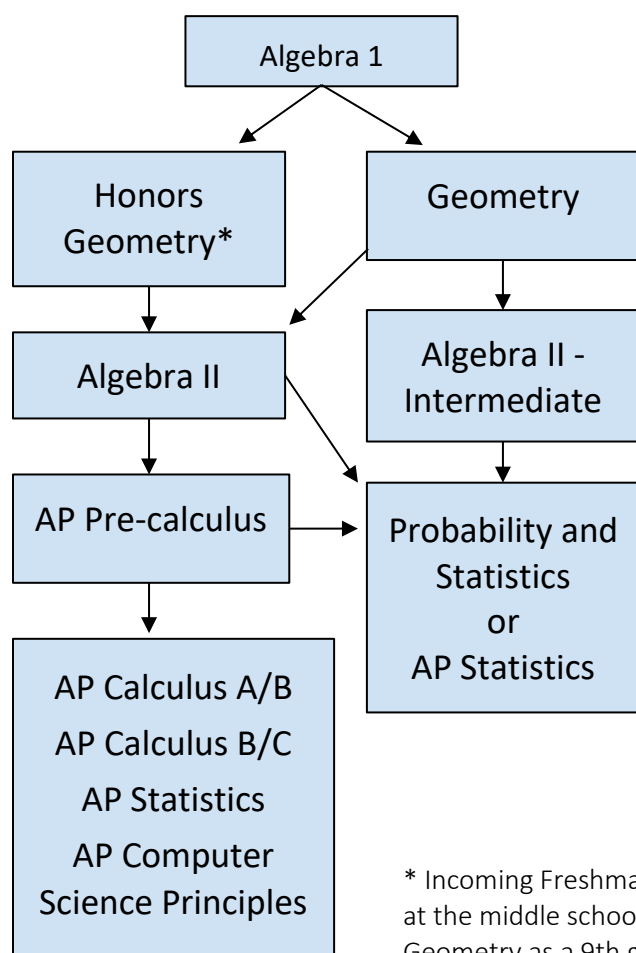 Algebra 1
Honors
Geometry*
Geometry
Algebra II
Algebra II -
Intermediate
AP Pre-calculus
Probability and
Statistics
or
AP Statistics
AP Calculus A/B
AP Calculus B/C
AP Statistics
AP Computer
Science Principles
* Incoming Freshma
at the middle schoo
Geometry as a 9th